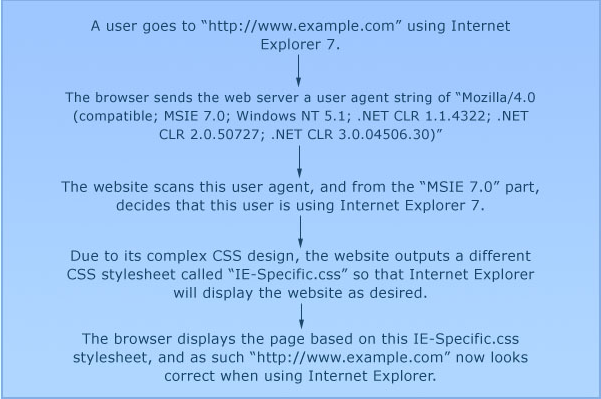 A user goes to “http://www.example.com” using Internet
Explorer 7.
The browser sends the web server a user agent string of “Mozilla/4.0
(compatible; MSIE 7.0; Windows NT 5.1; .NET CLR 1.1.4322; .NET
CLR 2.0.50727; .NET CLR 3.0.04506.30)”
The website scans this user agent, and from the “MSIE 7.0” part,
decides that this user is using Internet Explorer 7.
Due to its complex CSS design, the website outputs a different
CSS stylesheet called “IE-Specific.css” so that Internet Explorer
will display the website as desired.
The browser displays the page based on this IE-Specific.css
stylesheet, and as such “http://www.example.com” now looks
correct when using Internet Explorer.